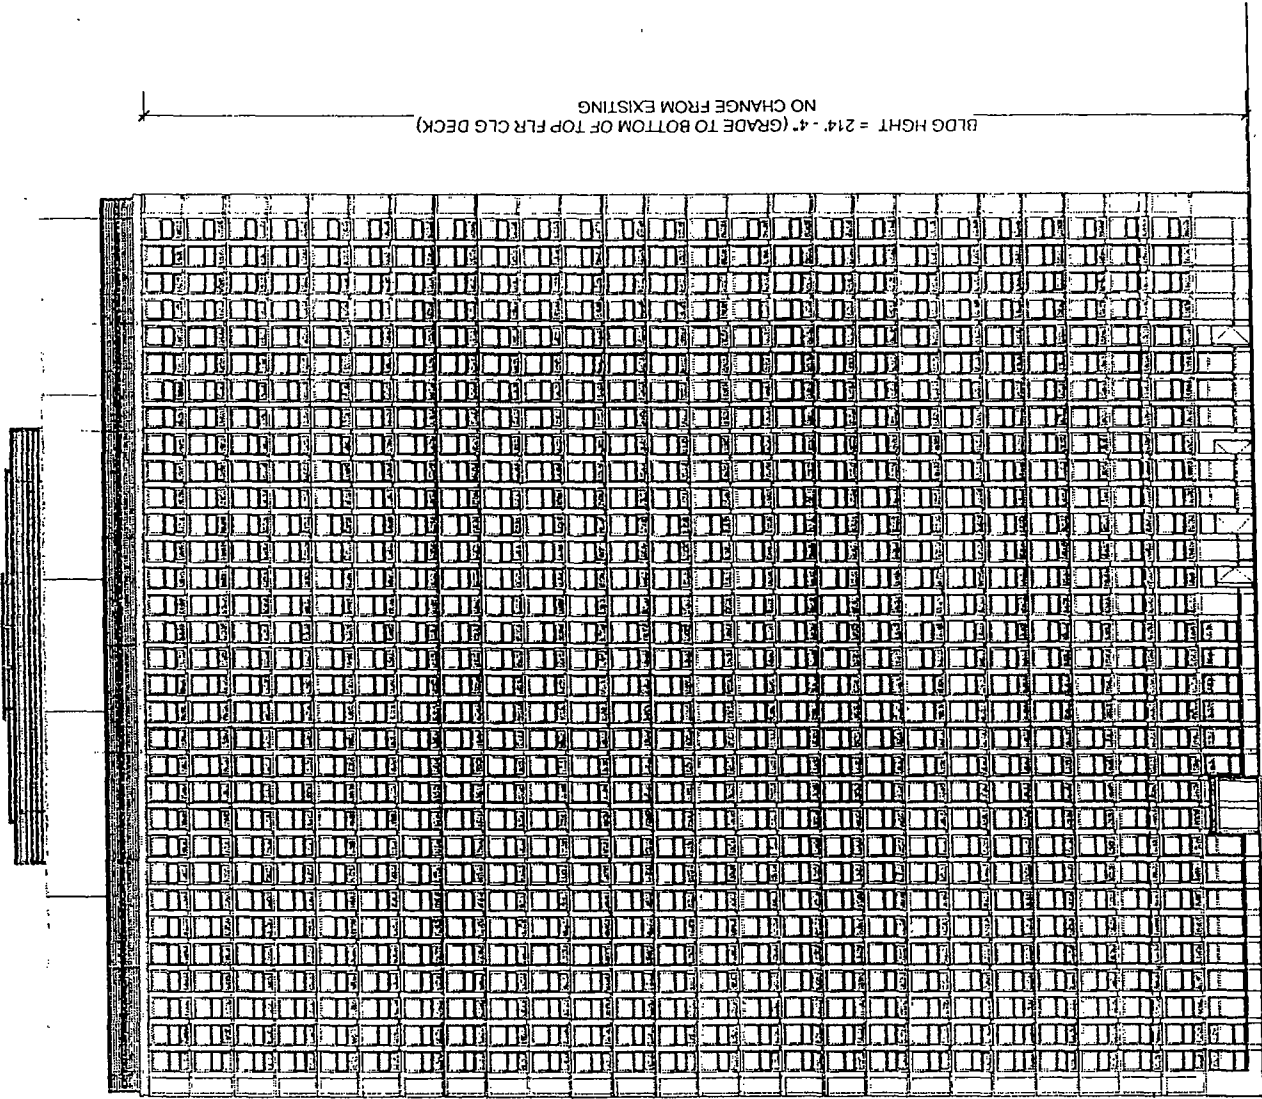 BLDG HGHT = 214'-4" (GRADE TO BOTTOM OF TOP FLR CLG DECK)
NO CHANGE FROM EXISTING